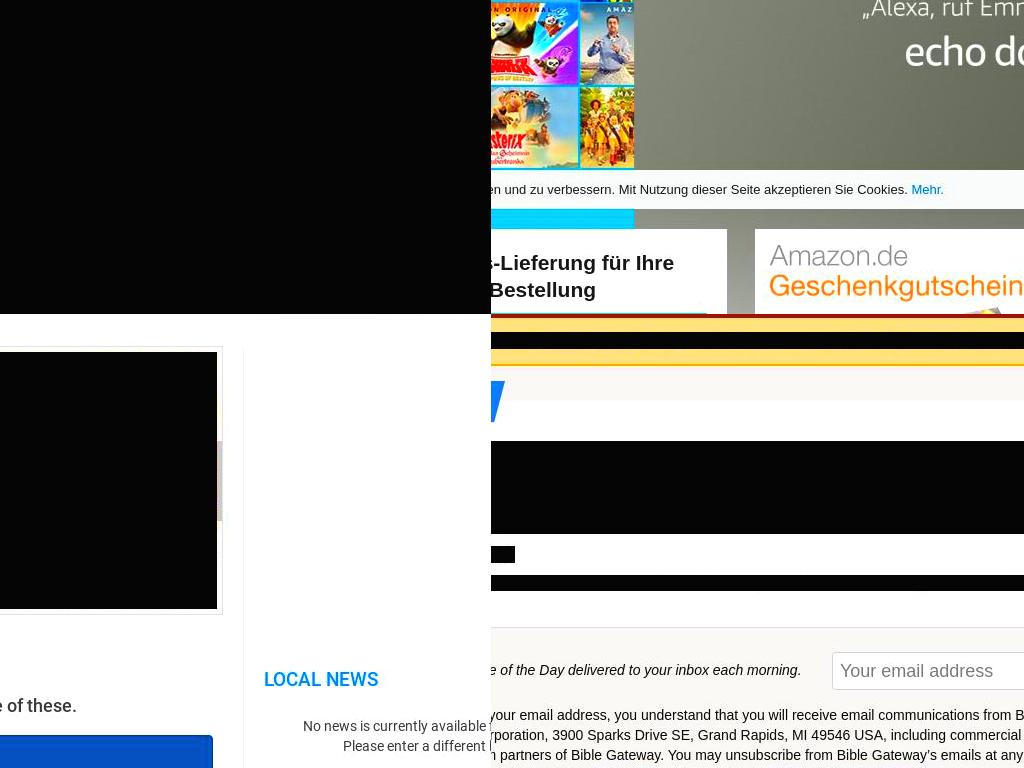 N ORIGINAL
AMAZ
„Alexa, ruf Emm
echo do
AMAZ
en und zu verbessern. Mit Nutzung dieser Seite akzeptieren Sie Cookies. Mehr.
s-Lieferung für Ihre
Bestellung
Amazon.de
Geschenkgutschein
e of the Day delivered to your inbox each morning.
Your email address
LOCAL NEWS
e of these.
No news is currently available
Please enter a different l
your email address, you understand that you will receive email communications from B
rporation, 3900 Sparks Drive SE, Grand Rapids, MI 49546 USA, including commercial
n partners of Bible Gateway. You may unsubscribe from Bible Gateway’s emails at any